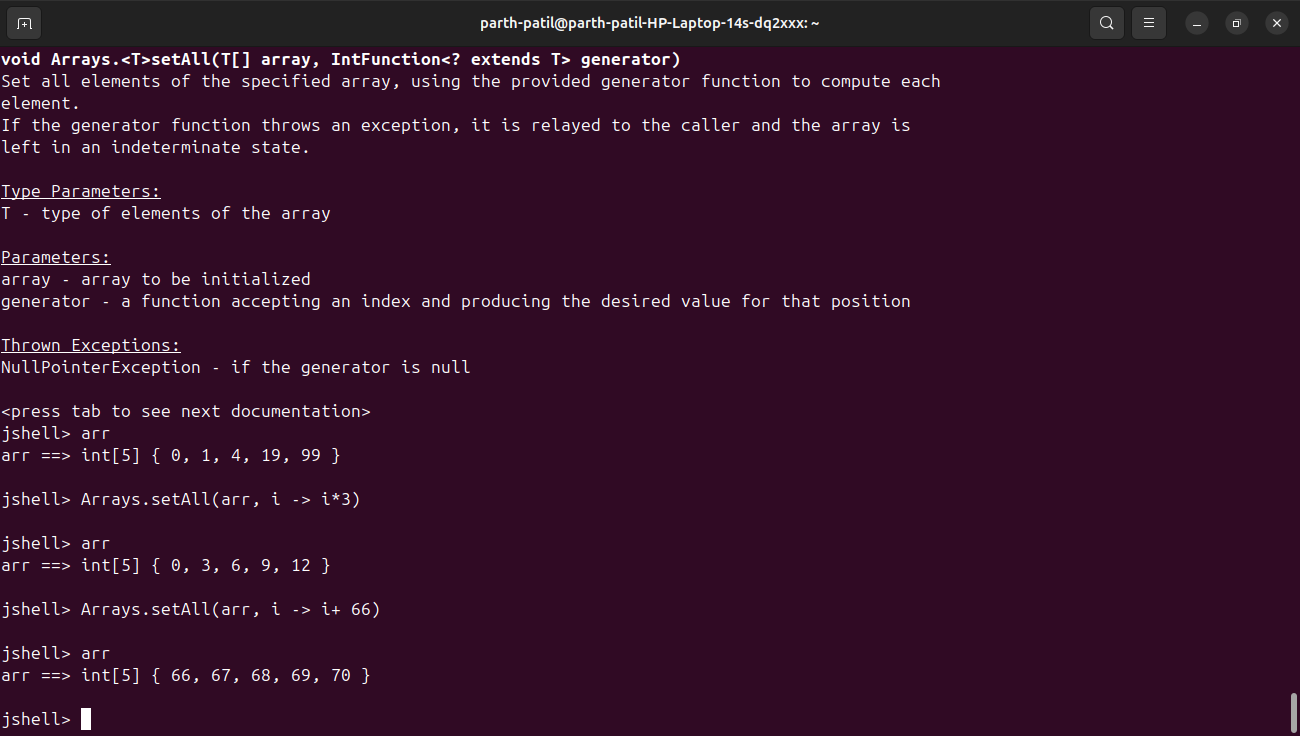 parth-patil@parth-patil-HP-Laptop-14s-dq2xxx: ~
void Arrays.<T>setAll(T[] array, IntFunction<? extends T> generator)
Set all elements of the specified array, using the provided generator function to compute each
element.
If the generator function throws an exception, it is relayed to the caller and the array is
left in an indeterminate state.
Type Parameters:
T - type of elements of the array
Parameters:
array - array to be initialized
generator - a function accepting an index and producing the desired value for that position
Thrown Exceptions:
NullPointerException - if the generator is null
<press tab to see next documentation>
jshell> arr
arr ==> int[5] { 0, 1, 4, 19, 99 }
jshell> Arrays.setAll(arr, i -> i*3)
jshell> arr
arr ==> int[5] { 0, 3, 6, 9, 12 }
jshell> Arrays.setAll(arr, i -> i+ 66)
jshell> arr
arr ==> int[5] { 66, 67, 68, 69, 70 }
jshell>